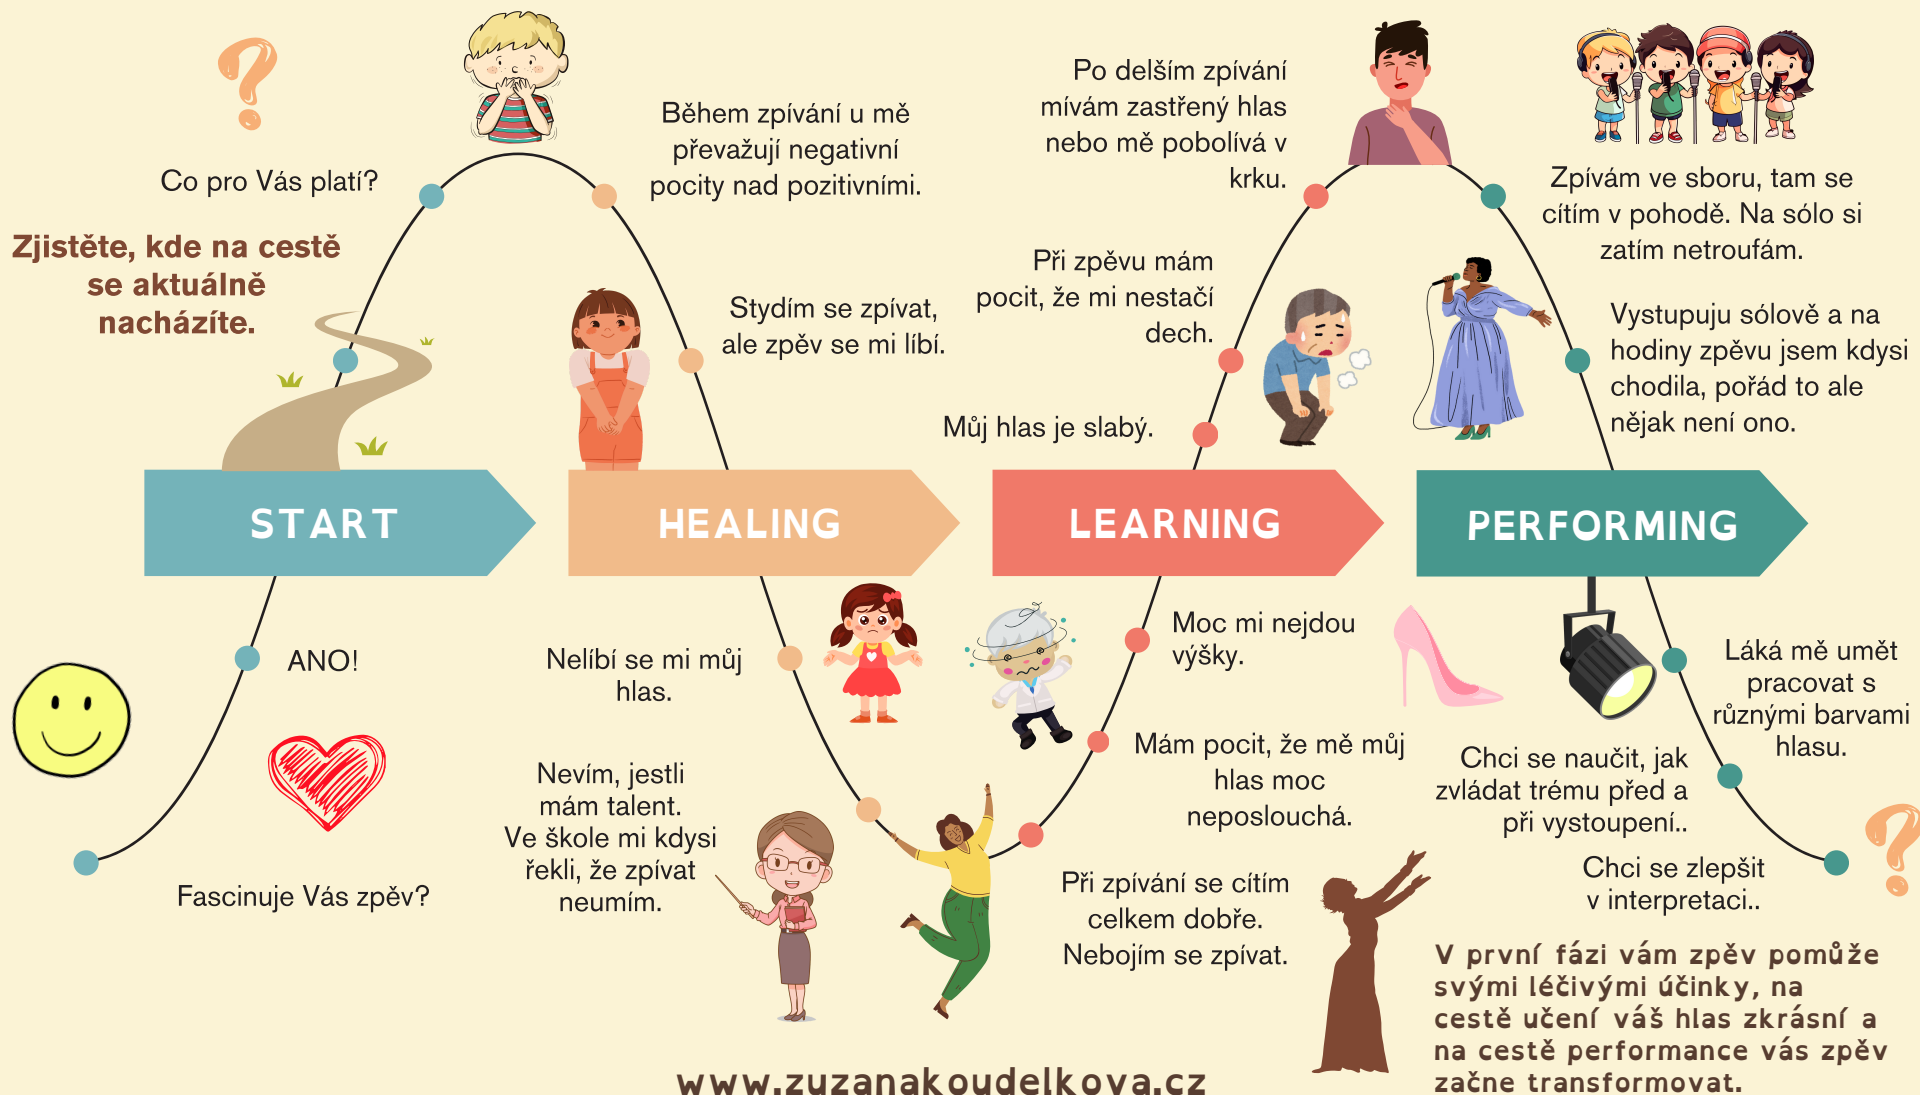 Fascinuje Vás zpěv?
ANO!
Zjistěte, kde na cestě
se aktuálně
nacházíte.
Co pro Vás platí?
START
Během zpívání u mě
převažují negativní
pocity nad pozitivními.
Stydím se zpívat,
ale zpěv se mi líbí.
HEALING
Nelíbí se mi můj
hlas.
Nevím, jestli
mám talent.
Ve škole mi kdysi
řekli, že zpívat
neumím.
Při zpívání se cítím
celkem dobře.
Nebojím se zpívat.
Mám pocit, že mě můj
hlas moc
neposlouchá.
Moc mi nejdou
výšky.
LEARNING
Můj hlas je slabý.
Při zpěvu mám
pocit, že mi nestačí
dech.
Po delším zpívání
mívám zastřený hlas
nebo mě pobolívá v
krku.
Zpívám ve sboru, tam se
cítím v pohodě. Na sólo si
zatím netroufám.
Vystupuju sólově a na
hodiny zpěvu jsem kdysi
chodila, pořád to ale
nějak není ono.
PERFORMING
Láká mě umět
pracovat s
různými barvami
hlasu.
Chci se naučit, jak
zvládat trému před a
při vystoupení..
Chci se zlepšit
v interpretaci..
V první fázi vám zpěv pomůže
svými léčivými účinky, na
cestě učení váš hlas zkrásní a
na cestě performance vás zpěv
začne transformovat.
www.zuzanakoudelkova.cz